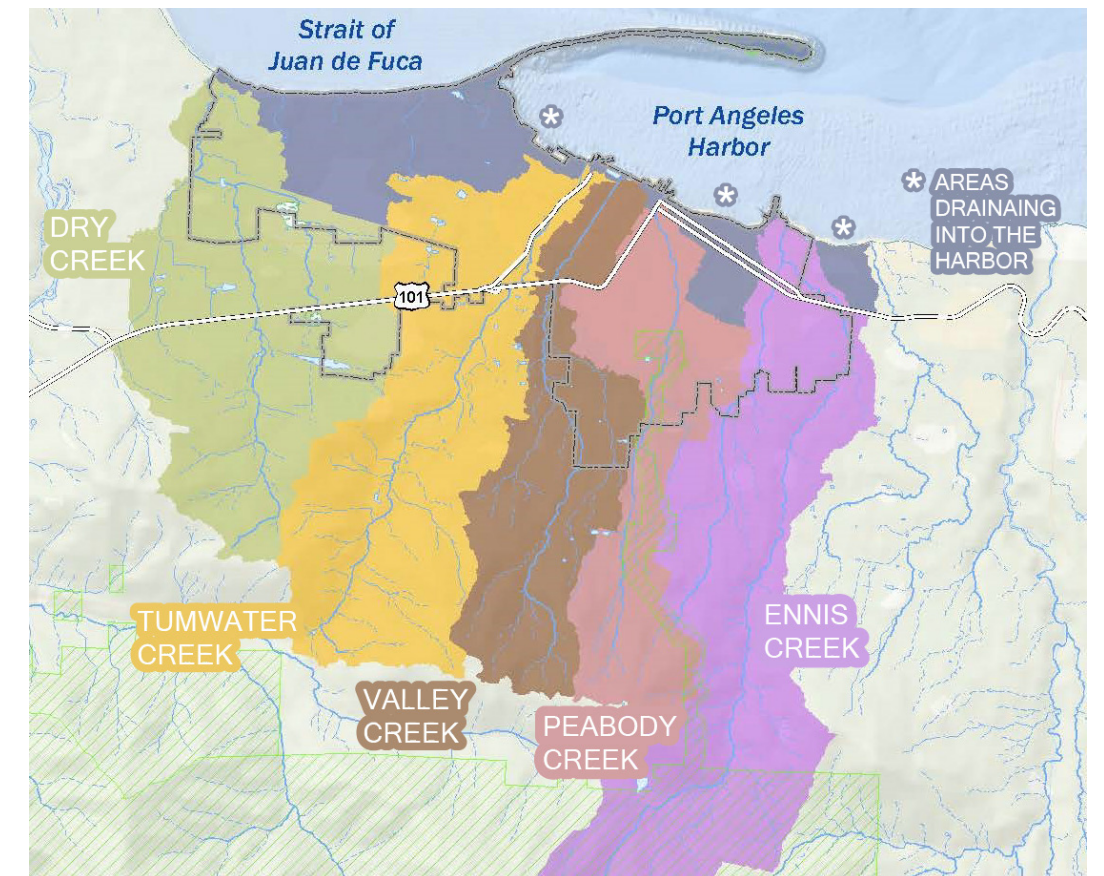 Strait of
Juan de Fuca
Port Angeles
Harbor
* AREAS
DRAINAING
INTO THE
HARBOR
*
*
*
DRY
CREEK
101
TUMWATER
CREEK
ENNIS
CREEK
VALLEY
CREEK
PEABODY
CREEK